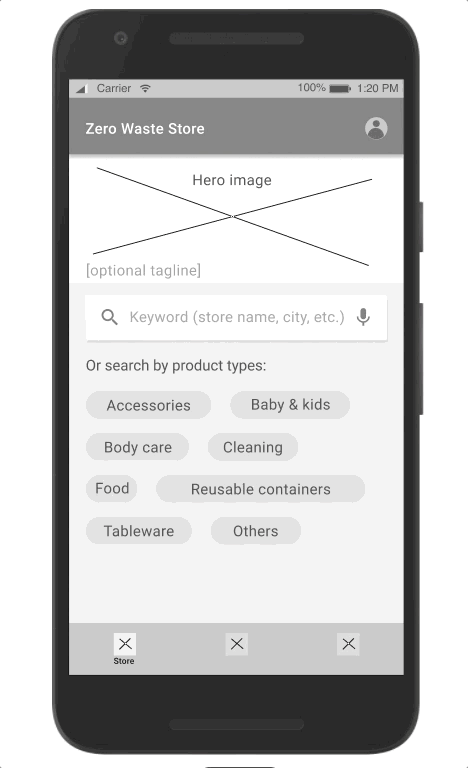 Carrier 100% 1:20 PM
Zero Waste Store
Hero image
[optional tagline]
Keyword (store name, city, etc.)
Or search by product types:
Accessories Baby & kids
Body care Cleaning
Food Reusable containers
Tableware Others
Store